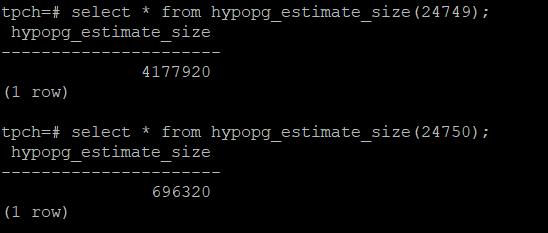 tpch=# select * from hypopg_estimate_size(24749);
 hypopg_estimate_size
----------------------
              4177920
(1 row)

tpch=# select * from hypopg_estimate_size(24750);
 hypopg_estimate_size
----------------------
               696320
(1 row)